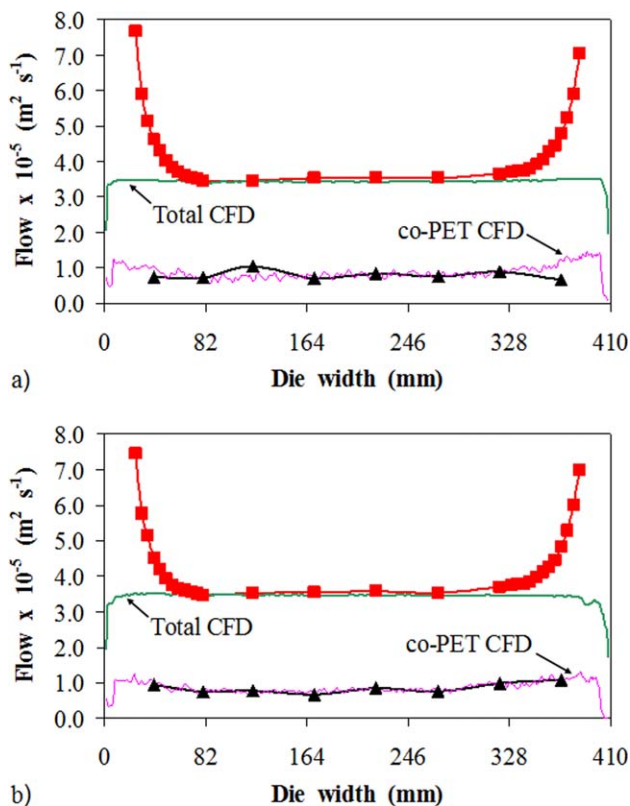 8.0
7.0
6.0
5.0
4.0
3.0
2.0
1.0
0.0
Flow x 10⁻⁵ (m² s⁻¹)
Total CFD
co-PET CFD
0 82 164 246 328 410
a) Die width (mm)
8.0
7.0
6.0
5.0
4.0
3.0
2.0
1.0
0.0
Flow x 10⁻⁵ (m² s⁻¹)
Total CFD
co-PET CFD
0 82 164 246 328 410
b) Die width (mm)